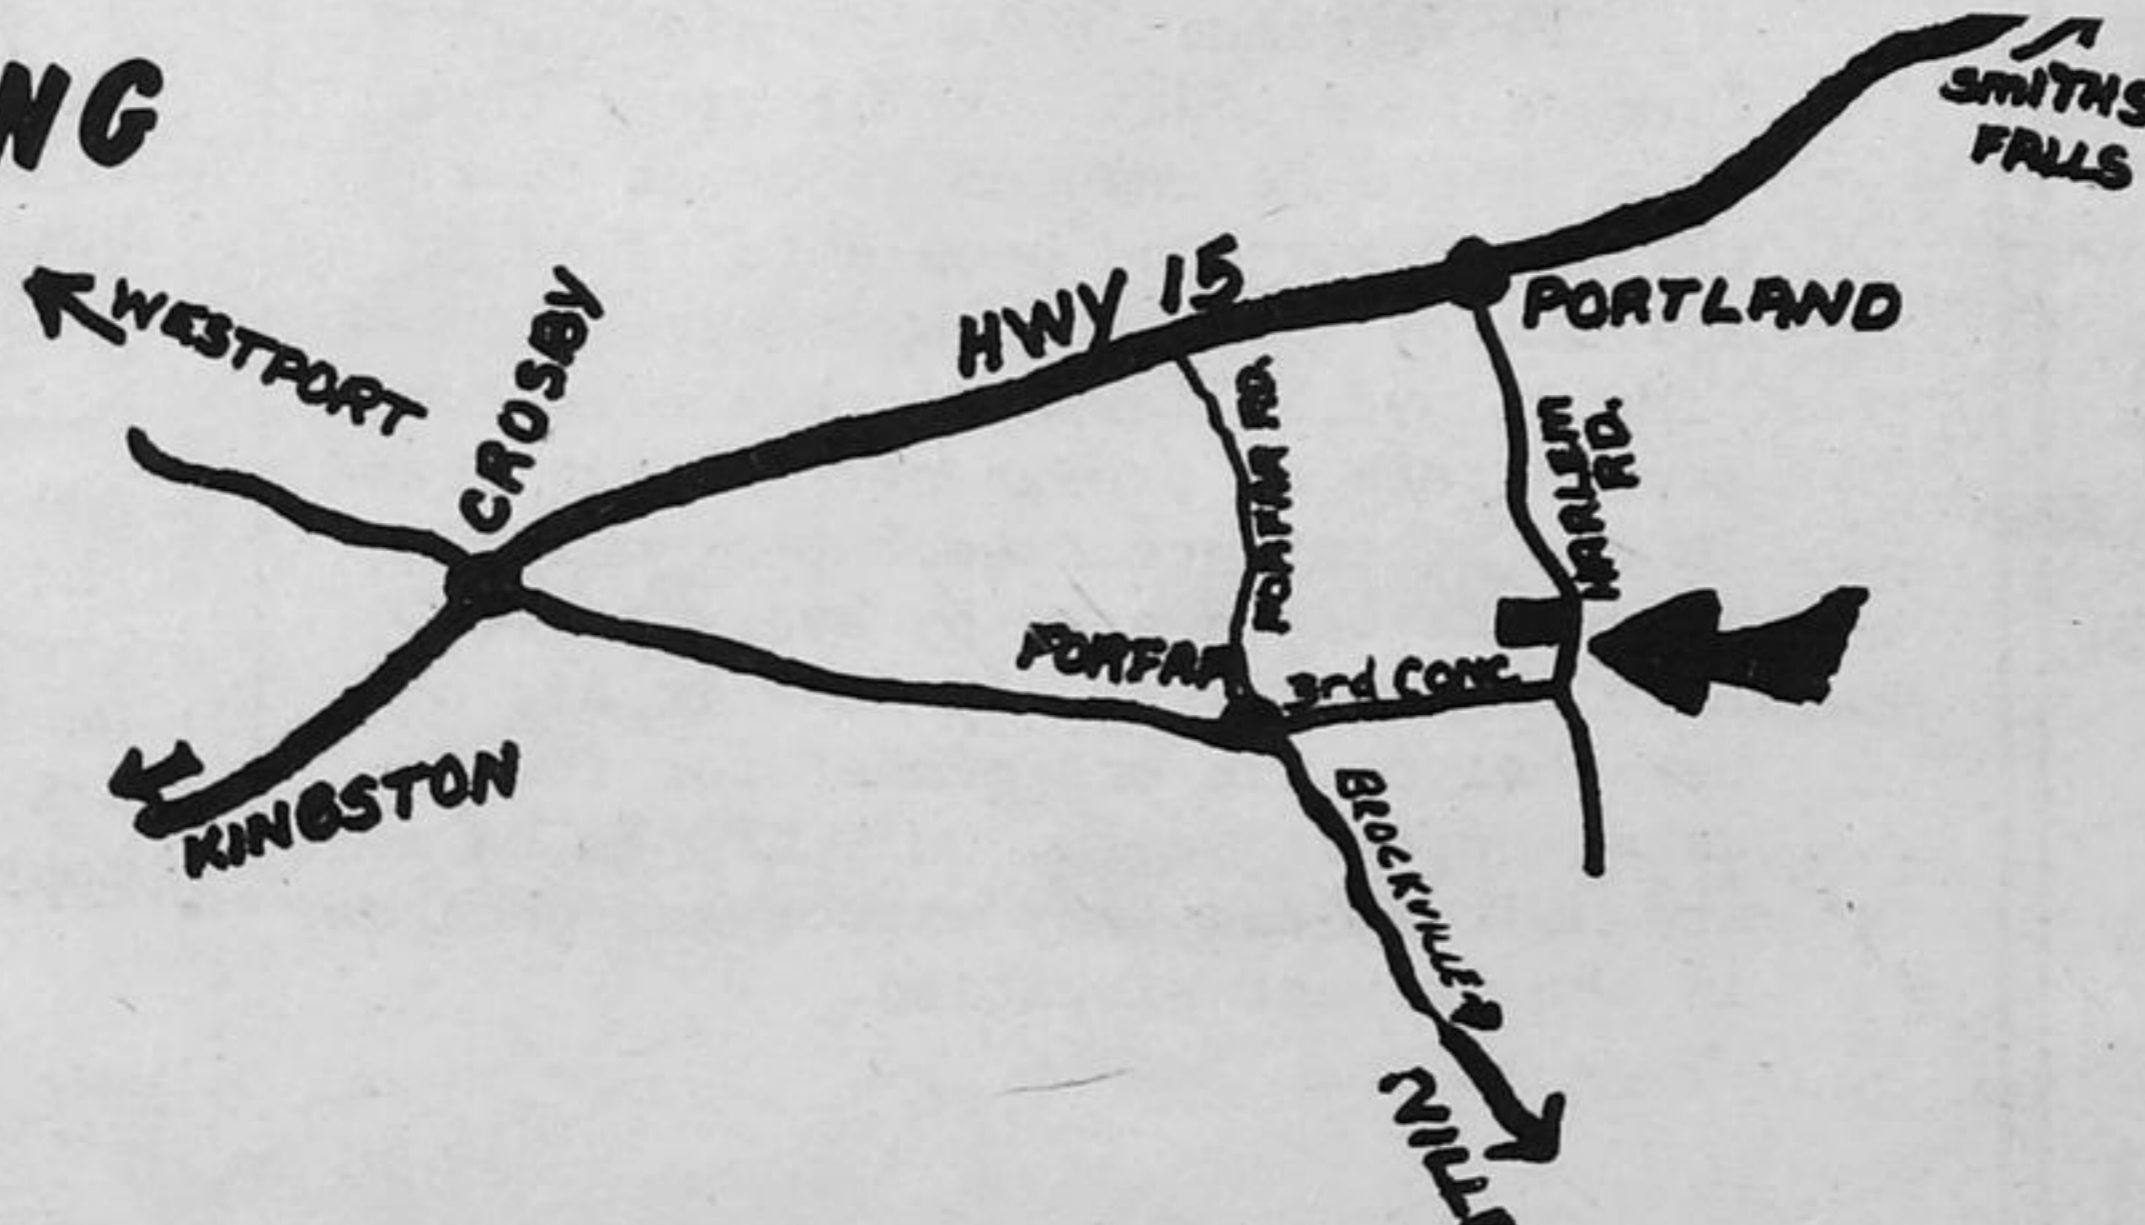 NG
SMITHS
FALLS
WESTPORT
CROSBY
HWY 15
PORTLAND
FORFAR RD.
HARLEM
RD.
FORFAR
3rd CONC.
KINGSTON
BROCKVILLE